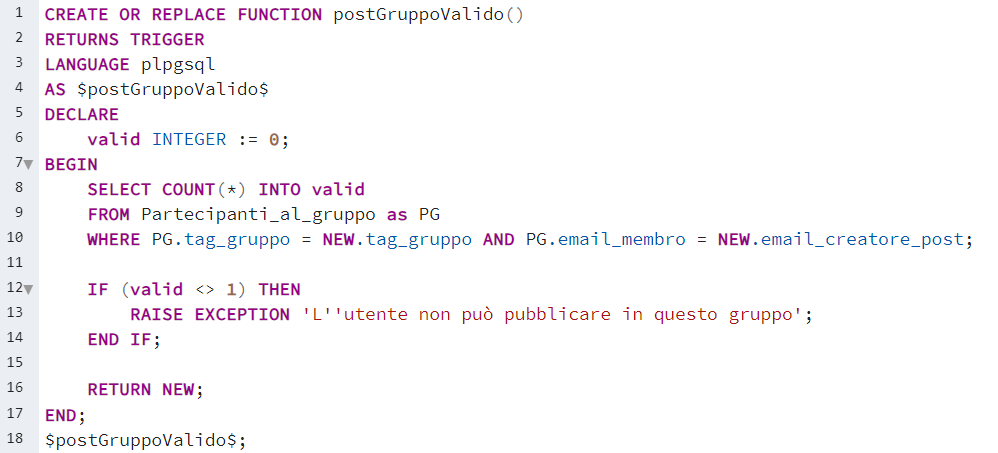 1 CREATE OR REPLACE FUNCTION postGruppoValido()
2 RETURNS TRIGGER
3 LANGUAGE plpgsql
4 AS $postGruppoValido$
5 DECLARE
6     valid INTEGER := 0;
7 BEGIN
8     SELECT COUNT(*) INTO valid
9     FROM Partecipanti_al_gruppo as PG
10     WHERE PG.tag_gruppo = NEW.tag_gruppo AND PG.email_membro = NEW.email_creatore_post;
11
12     IF (valid <> 1) THEN
13         RAISE EXCEPTION 'L''utente non può pubblicare in questo gruppo';
14     END IF;
15
16     RETURN NEW;
17 END;
18 $postGruppoValido$;